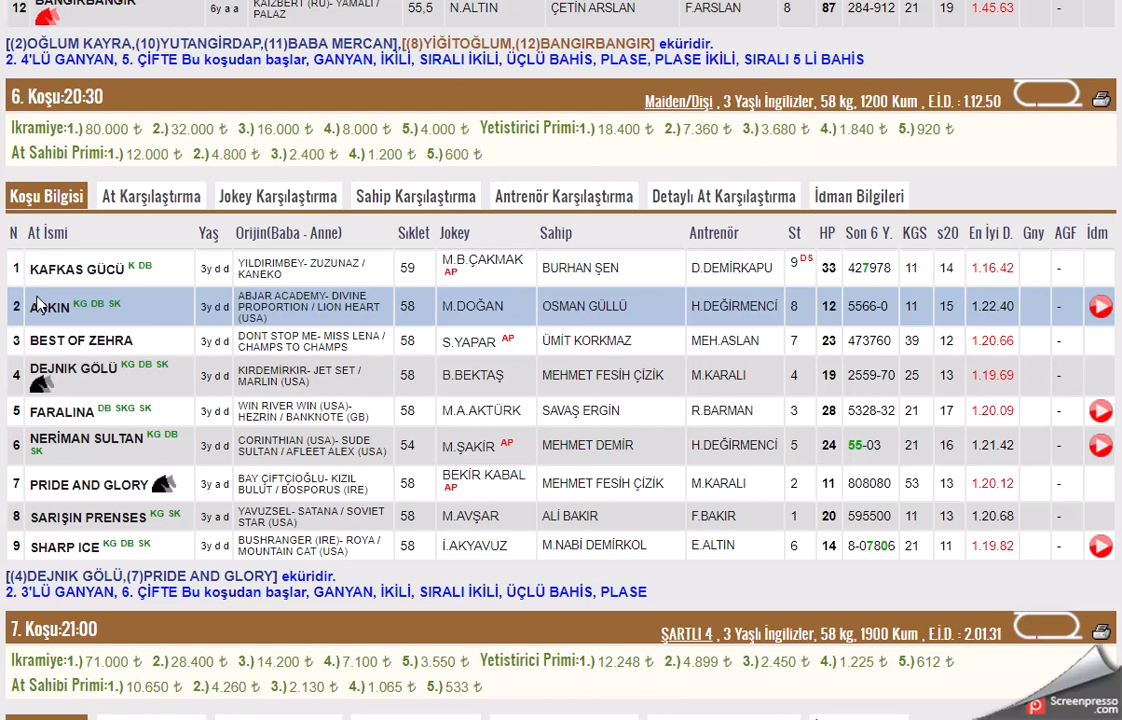 12 BANGIRBANGIR 6y a a KAIZBERT (RU)- YAMALI / PALAZ 55,5 N.ALTIN ÇETİN ARSLAN F.ARSLAN 8 87 284-912 21 19 1.45.63 -
[(2)OĞLUM KAYRA,(10)YUTANGİRDAP,(11)BABA MERCAN],[(8)YİĞİTOĞLUM,(12)BANGIRBANGIR] eküridir.
2. 4'LÜ GANYAN, 5. ÇİFTE Bu koşudan başlar, GANYAN, İKİLİ, SIRALI İKİLİ, ÜÇLÜ BAHİS, PLASE, PLASE İKİLİ, SIRALI 5 Lİ BAHİS
6. Koşu:20:30
Maiden/Dişi , 3 Yaşlı İngilizler, 58 kg, 1200 Kum , E.İ.D. : 1.12.50
Ikramiye:1.) 80.000 ₺ 2.) 32.000 ₺ 3.) 16.000 ₺ 4.) 8.000 ₺ 5.) 4.000 ₺ Yetistirici Primi:1.) 18.400 ₺ 2.) 7.360 ₺ 3.) 3.680 ₺ 4.) 1.840 ₺ 5.) 920 ₺
At Sahibi Primi:1.) 12.000 ₺ 2.) 4.800 ₺ 3.) 2.400 ₺ 4.) 1.200 ₺ 5.) 600 ₺
Koşu Bilgisi At Karşılaştırma Jokey Karşılaştırma Sahip Karşılaştırma Antrenör Karşılaştırma Detaylı At Karşılaştırma İdman Bilgileri
N At İsmi Yaş Orijin(Baba - Anne) Sıklet Jokey Sahip Antrenör St HP Son 6 Y. KGS s20 En İyi D. Gny AGF İdm
1 KAFKAS GÜCÜ K DB 3y d d YILDIRIMBEY- ZUZUNAZ / KANEKO 59 M.B.ÇAKMAK AP BURHAN ŞEN D.DEMİRKAPU 9 DS 33 427978 11 14 1.16.42 -
2 KIN KG DB SK 3y d d ABJAR ACADEMY- DIVINE PROPORTION / LION HEART (USA) 58 M.DOĞAN OSMAN GÜLLÜ H.DEĞİRMENCİ 8 12 5566-0 11 15 1.22.40 -
3 BEST OF ZEHRA 3y d d DONT STOP ME- MISS LENA / CHAMPS TO CHAMPS 58 S.YAPAR AP ÜMİT KORKMAZ MEH.ASLAN 7 23 473760 39 12 1.20.66 -
4 DEJNIK GÖLÜ KG DB SK 3y d d KIRDEMİRKIR- JET SET / MARLIN (USA) 58 B.BEKTAŞ MEHMET FESİH ÇİZİK M.KARALI 4 19 2559-70 25 13 1.19.69 -
5 FARALINA DB SKG SK 3y d d WIN RIVER WIN (USA)- HEZRIN / BANKNOTE (GB) 58 M.A.AKTÜRK SAVAŞ ERGİN R.BARMAN 3 28 5328-32 21 17 1.20.09 -
6 NERİMAN SULTAN KG DB SK 3y d d CORINTHIAN (USA)- SUDE SULTAN / AFLEET ALEX (USA) 54 M.ŞAKİR AP MEHMET DEMİR H.DEĞİRMENCİ 5 24 55-03 21 16 1.21.42 -
7 PRIDE AND GLORY 3y a d BAY ÇİFTÇİOĞLU- KIZIL BULUT / BOSPORUS (IRE) 58 BEKİR KABAL AP MEHMET FESİH ÇİZİK M.KARALI 2 11 808080 53 13 1.20.12 -
8 SARIŞIN PRENSES KG SK 3y a d YAVUZSEL- SATANA / SOVIET STAR (USA) 58 M.AVŞAR ALİ BAKIR F.BAKIR 1 20 595500 11 13 1.20.68 -
9 SHARP ICE KG DB SK 3y d d BUSHRANGER (IRE)- ROYA / MOUNTAIN CAT (USA) 58 İ.AKYAVUZ M.NABİ DEMİRKOL E.ALTIN 6 14 8-07806 21 11 1.19.82 -
[(4)DEJNIK GÖLÜ,(7)PRIDE AND GLORY] eküridir.
2. 3'LÜ GANYAN, 6. ÇİFTE Bu koşudan başlar, GANYAN, İKİLİ, SIRALI İKİLİ, ÜÇLÜ BAHİS, PLASE
7. Koşu:21:00
ŞARTLI 4 , 3 Yaşlı İngilizler, 58 kg, 1900 Kum , E.İ.D. : 2.01.31
Ikramiye:1.) 71.000 ₺ 2.) 28.400 ₺ 3.) 14.200 ₺ 4.) 7.100 ₺ 5.) 3.550 ₺ Yetistirici Primi:1.) 12.248 ₺ 2.) 4.899 ₺ 3.) 2.450 ₺ 4.) 1.225 ₺ 5.) 612 ₺
At Sahibi Primi:1.) 10.650 ₺ 2.) 4.260 ₺ 3.) 2.130 ₺ 4.) 1.065 ₺ 5.) 533 ₺
Screenpresso
.com